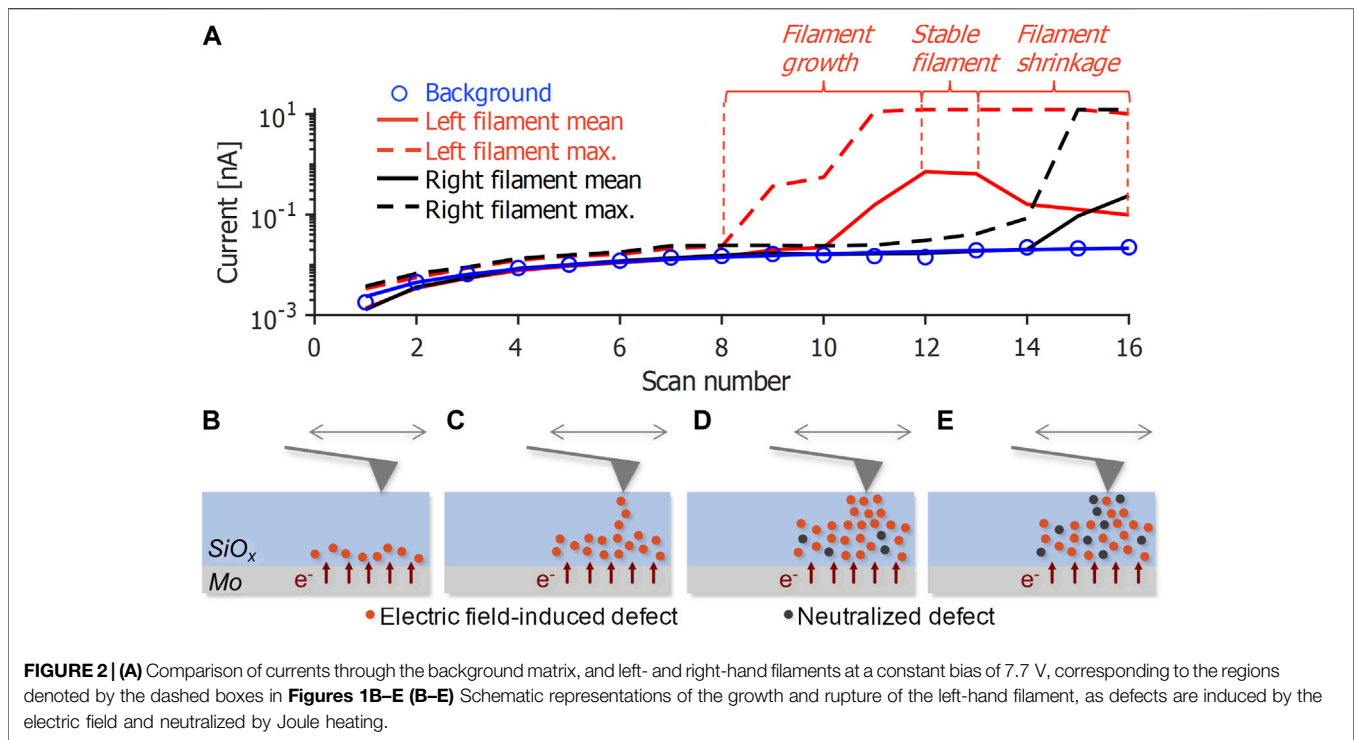 A
Filament growth
Stable filament
Filament shrinkage
Background
Left filament mean
Left filament max.
Right filament mean
Right filament max.
Current [nA]
10¹
10⁻¹
10⁻³
0 2 4 6 8 10 12 14 16
Scan number
B C D E
SiOₓ
Mo
e⁻ e⁻ e⁻ e⁻
Electric field-induced defect Neutralized defect
FIGURE 2 | (A) Comparison of currents through the background matrix, and left- and right-hand filaments at a constant bias of 7.7 V, corresponding to the regions
denoted by the dashed boxes in Figures 1B–E (B–E) Schematic representations of the growth and rupture of the left-hand filament, as defects are induced by the
electric field and neutralized by Joule heating.